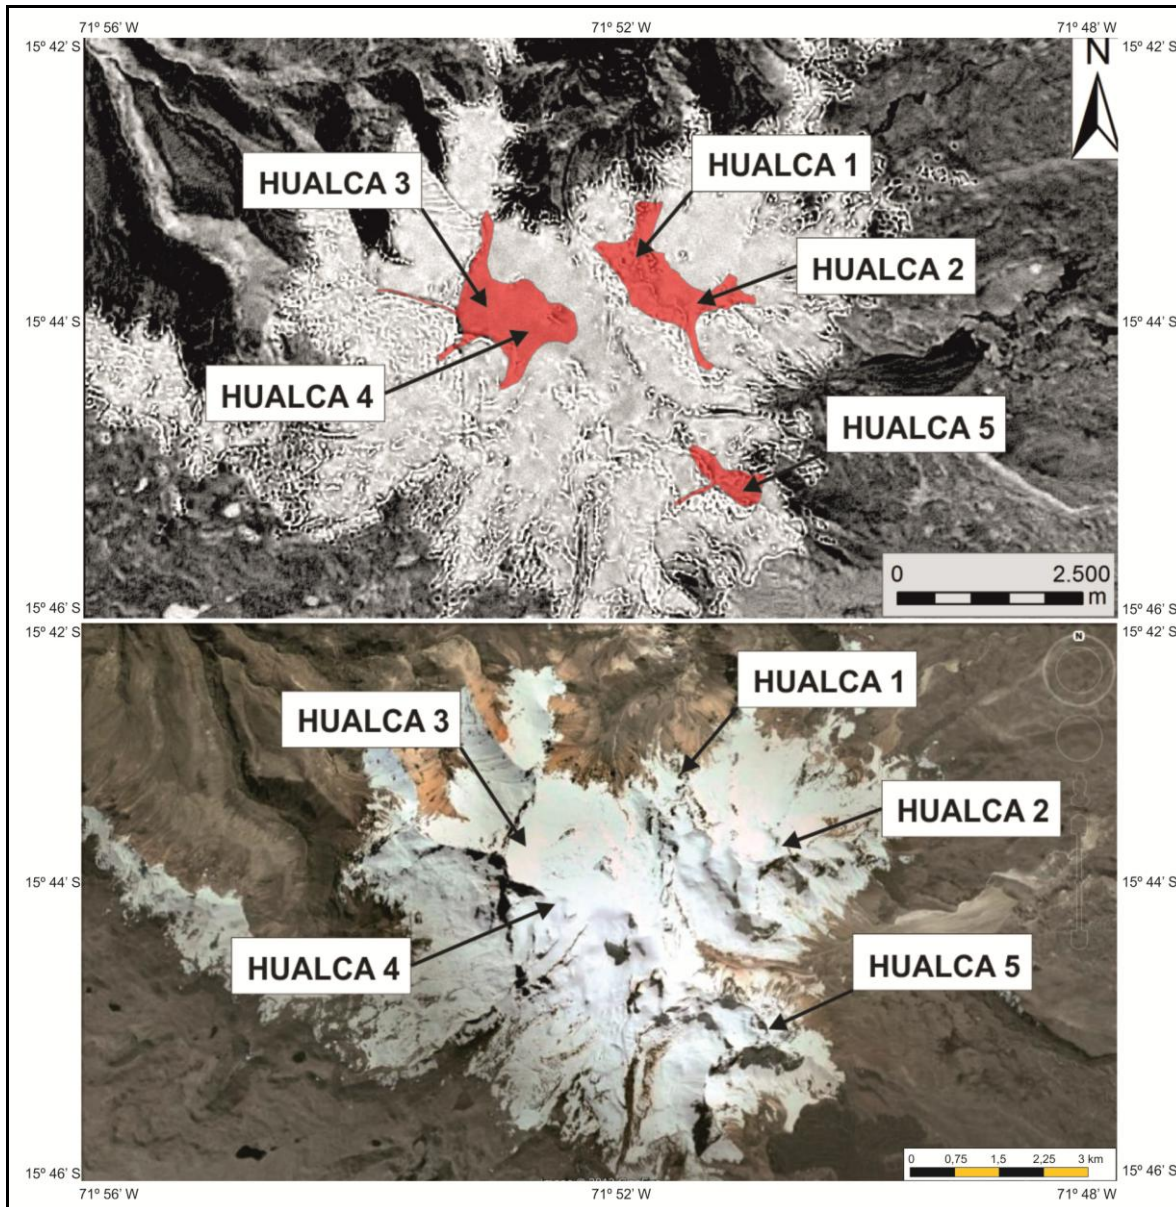 71º 56’ W 71º 52’ W 71º 48’ W
15º 42’ S 15º 42’ S
N
HUALCA 1
HUALCA 3
HUALCA 2
15º 44’ S 15º 44’ S
HUALCA 4
HUALCA 5
0 2.500
m
15º 46’ S 15º 46’ S
15º 42’ S 15º 42’ S
N
HUALCA 1
HUALCA 3
HUALCA 2
15º 44’ S 15º 44’ S
HUALCA 4
HUALCA 5
0 0,75 1,5 2,25 3 km
15º 46’ S 15º 46’ S
71º 56’ W 71º 52’ W 71º 48’ W